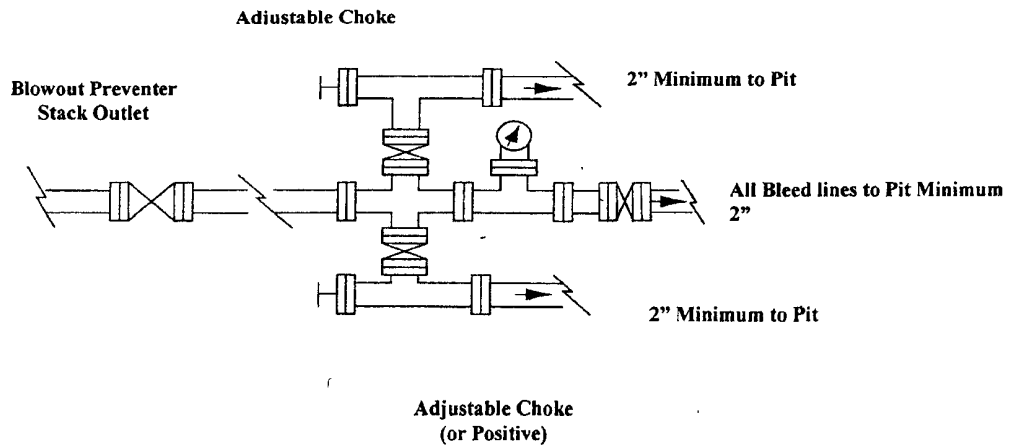 Adjustable Choke
2” Minimum to Pit
Blowout Preventer
Stack Outlet
All Bleed lines to Pit Minimum
2”
2” Minimum to Pit
Adjustable Choke
(or Positive)